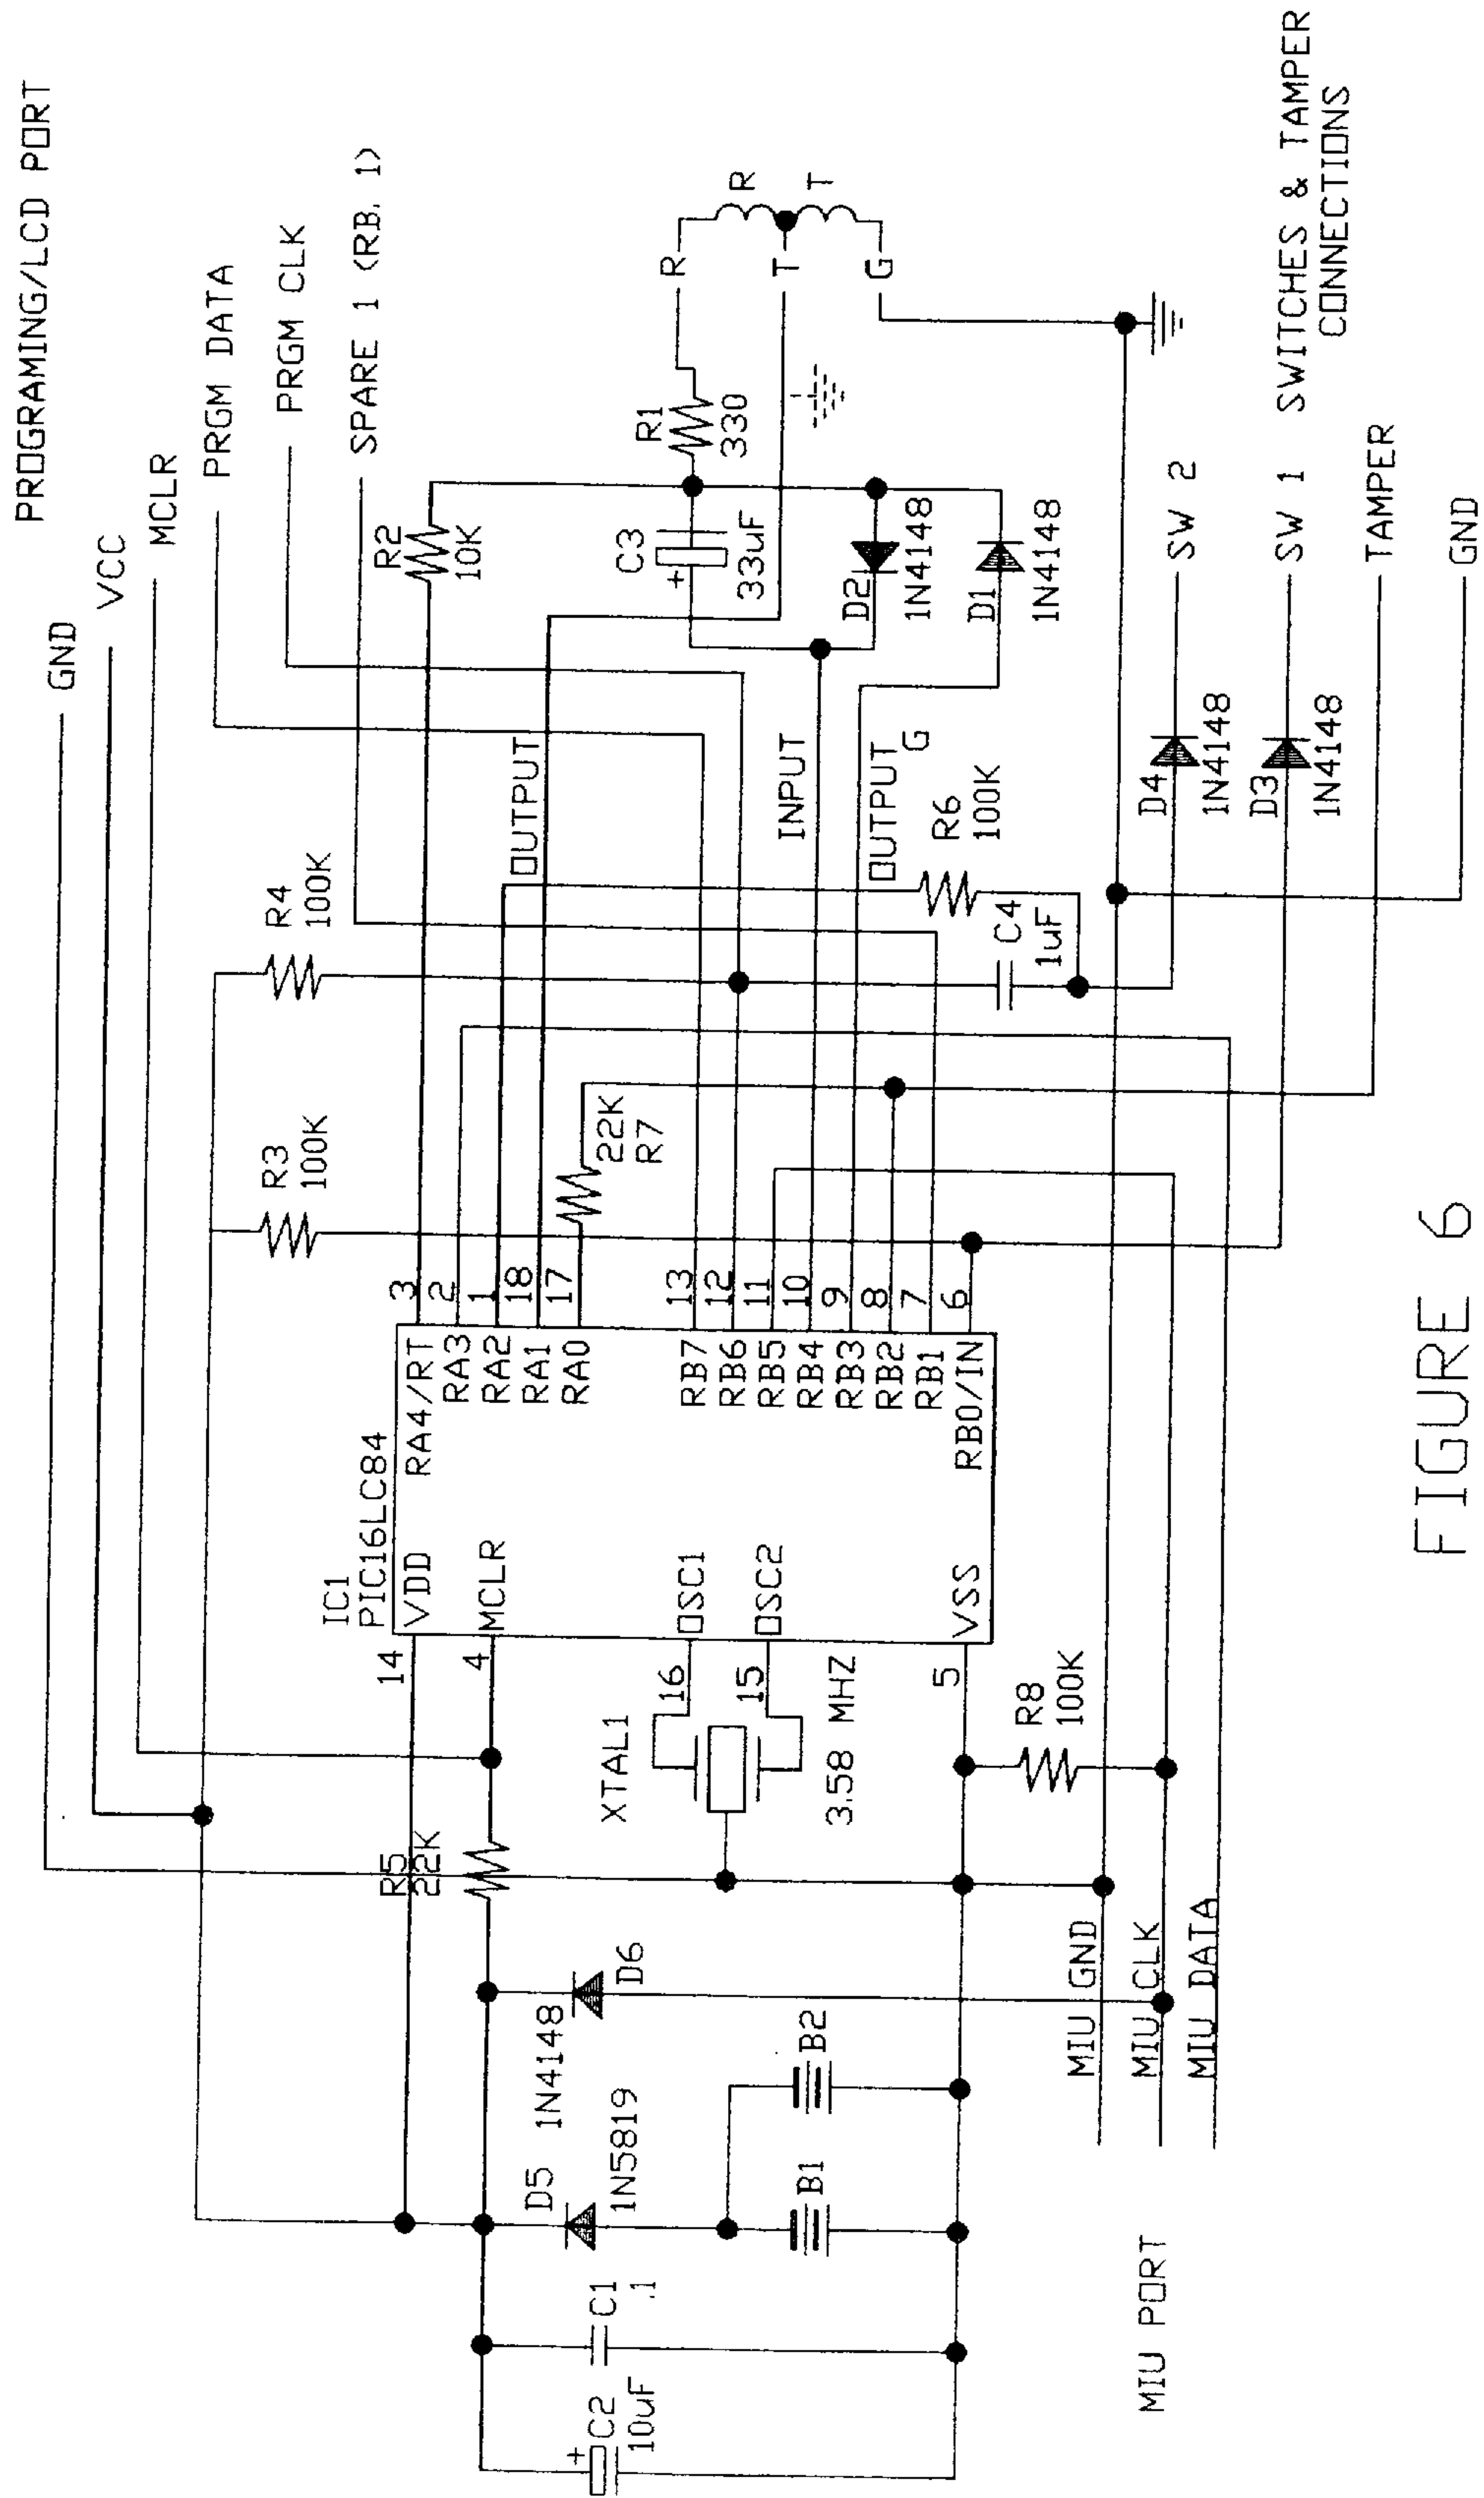 PROGRAMING/LCD PORT
GND
VCC
MCLR
PRGM DATA
PRGM CLK
SPARE 1 (RB. 1)
R3
100K
R4
100K
R2
10K
R1
330
C3
+
33uF
R
T
G
R
T
D2
1N4148
D1
1N4148
OUTPUT
INPUT
OUTPUT
G
R6
100K
C4
1uF
22K
R7
IC1
PIC16LC84
VDD
MCLR
OSC1
OSC2
VSS
RA4/RT
RA3
RA2
RA1
RA0
RB7
RB6
RB5
RB4
RB3
RB2
RB1
RB0/IN
14
4
16
15
5
3
2
1
18
17
13
12
11
10
9
8
7
6
R5
22K
XTAL1
3.58 MHZ
R8
100K
D6
1N4148
D5
1N5819
B1
B2
C1
.1
+
C2
10uF
MIU PORT
MIU GND
MIU CLK
MIU DATA
D4
1N4148
D3
1N4148
SW 2
SW 1
SWITCHES & TAMPER
CONNECTIONS
TAMPER
GND
FIGURE 6